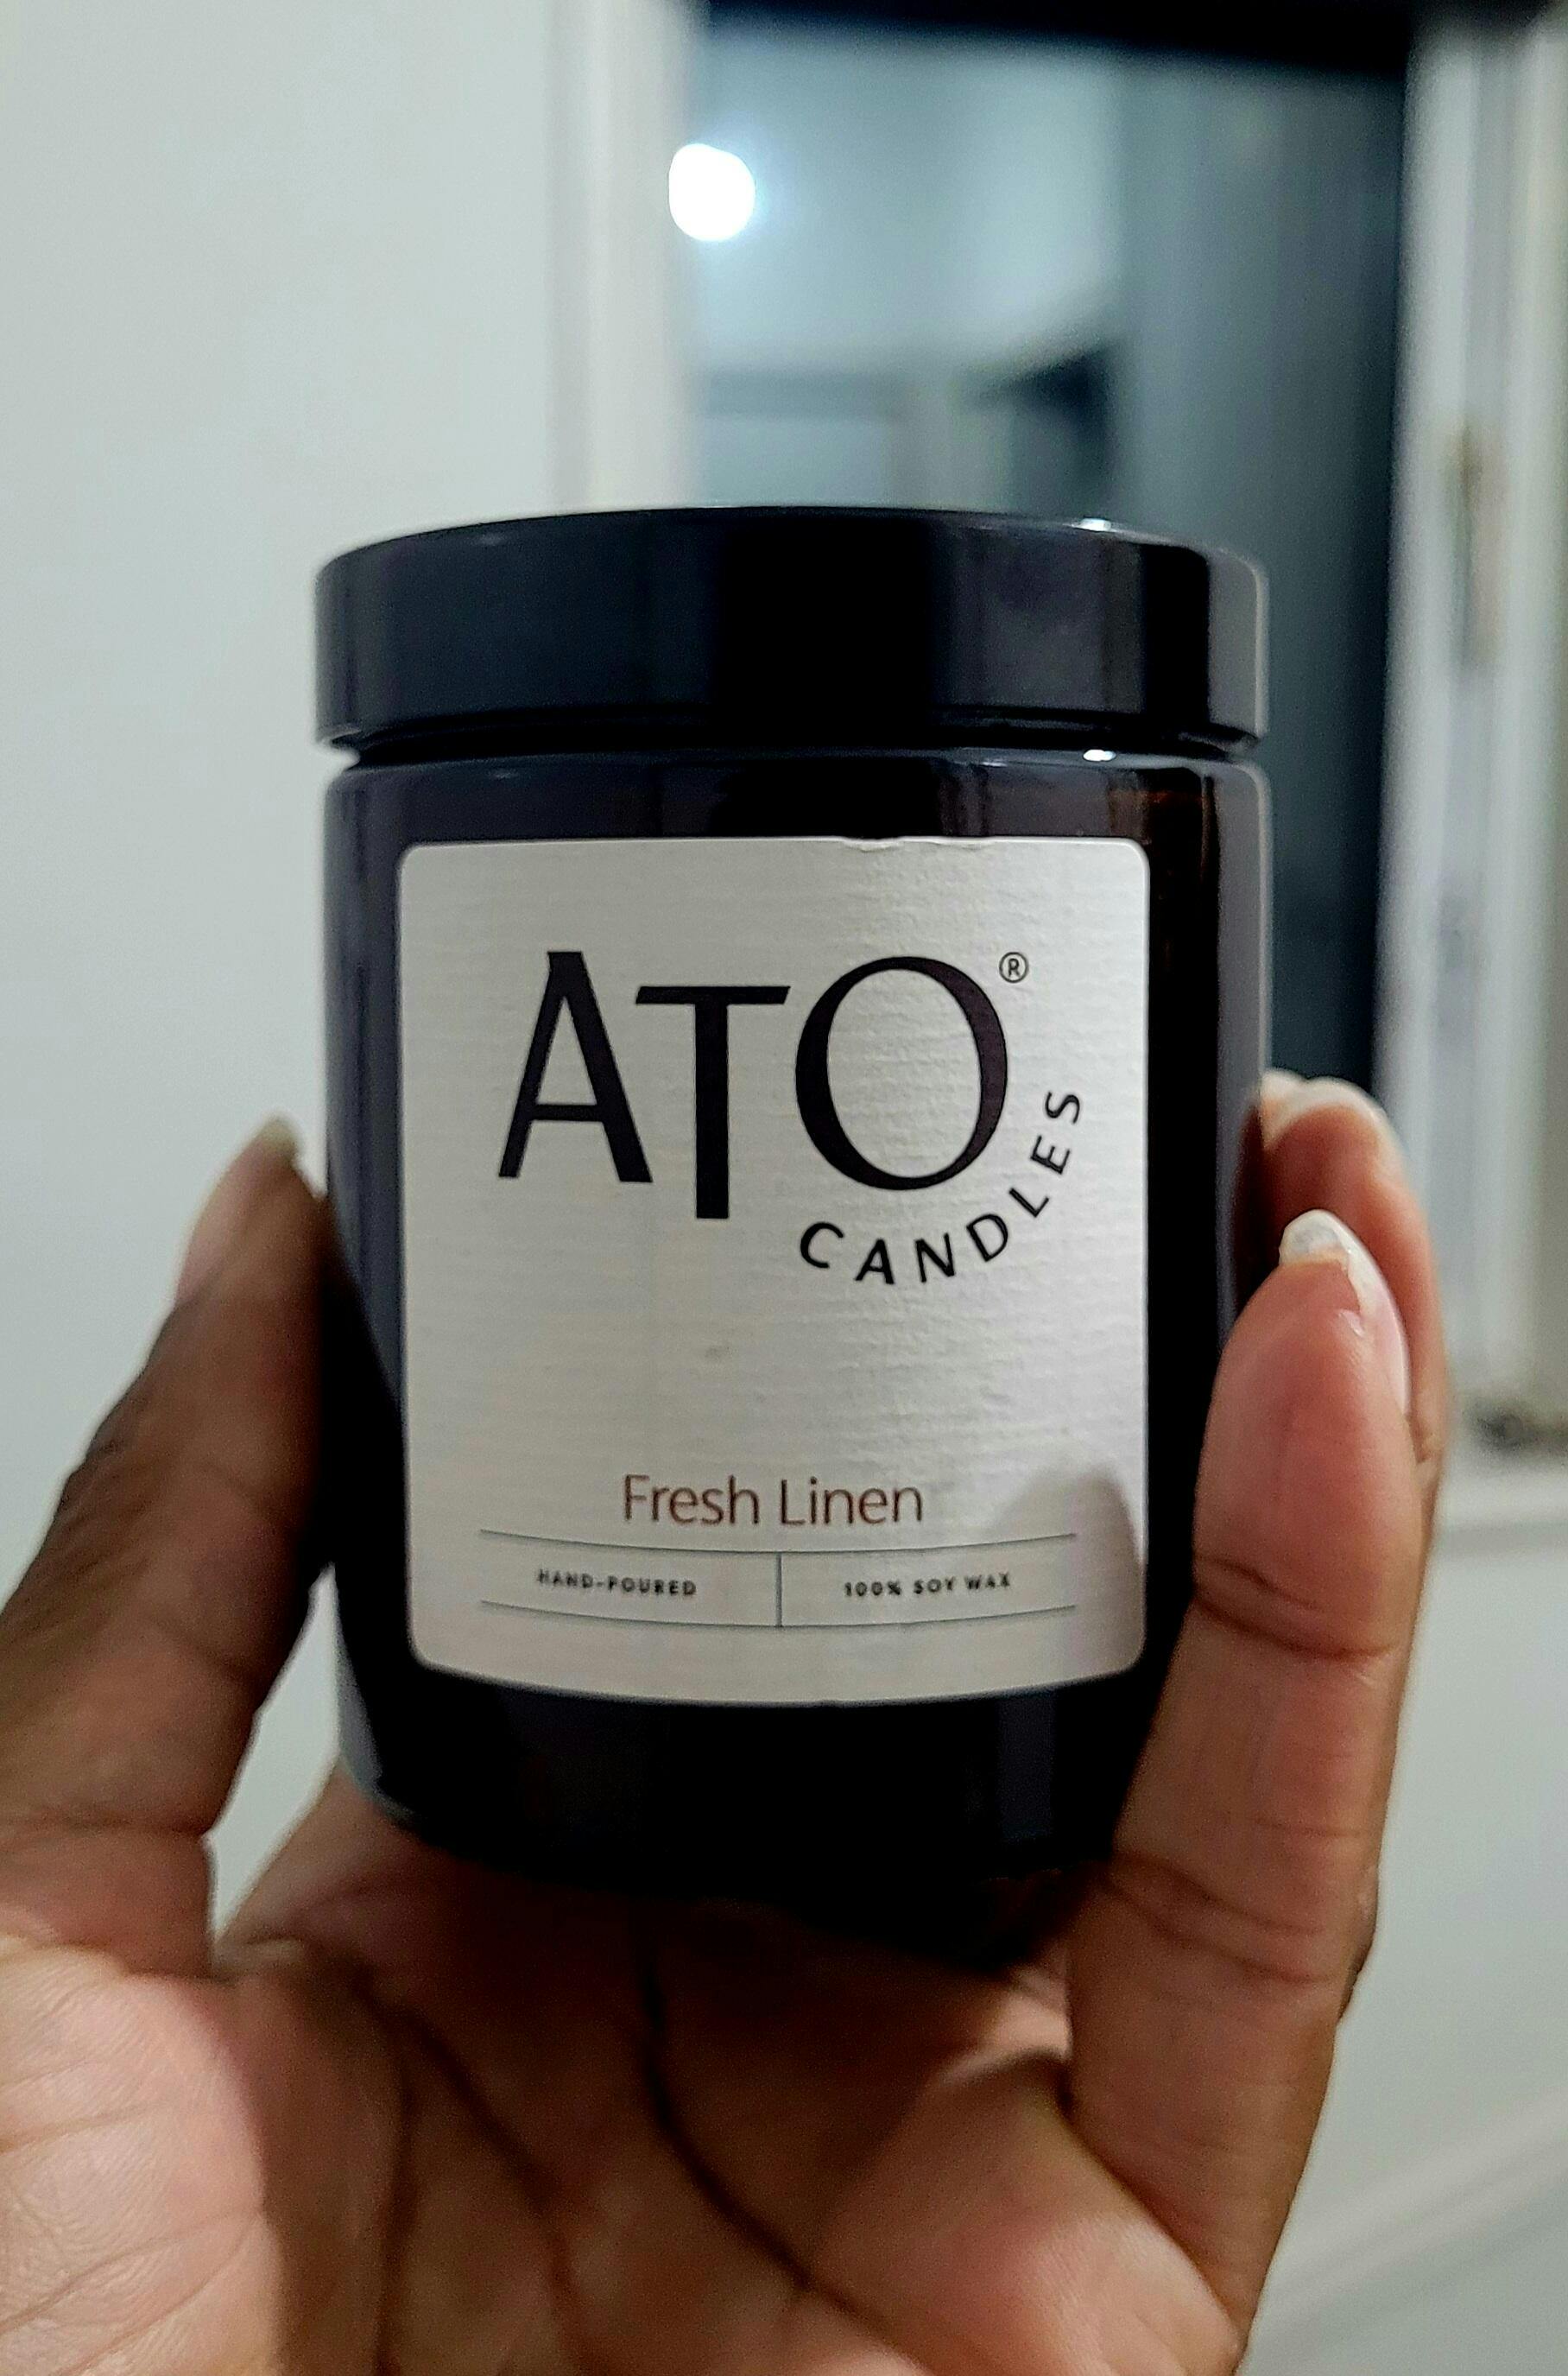 ATO®
CANDLES
Fresh Linen
HAND-POURED
100% SOY WAX